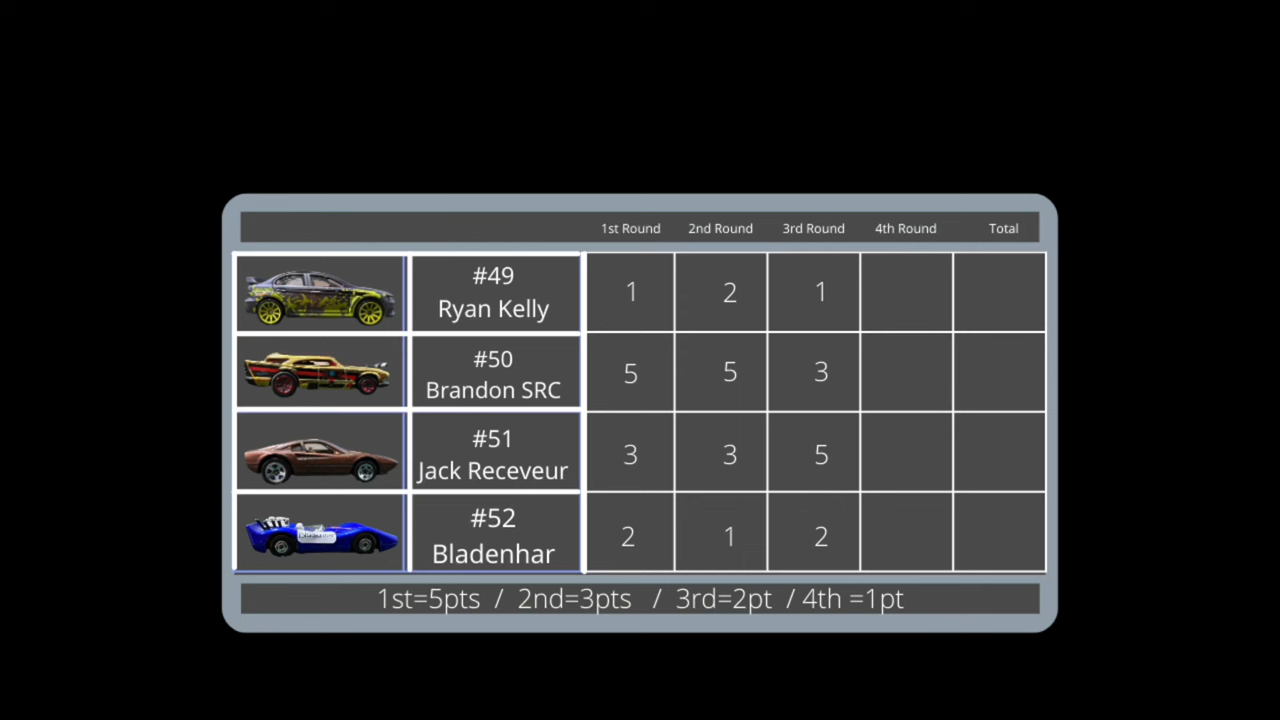 1st Round 2nd Round 3rd Round 4th Round Total
#49
Ryan Kelly
1 2 1
#50
Brandon SRC
5 5 3
#51
Jack Receveur
3 3 5
#52
Bladenhar
2 1 2
1st=5pts / 2nd=3pts / 3rd=2pt / 4th =1pt